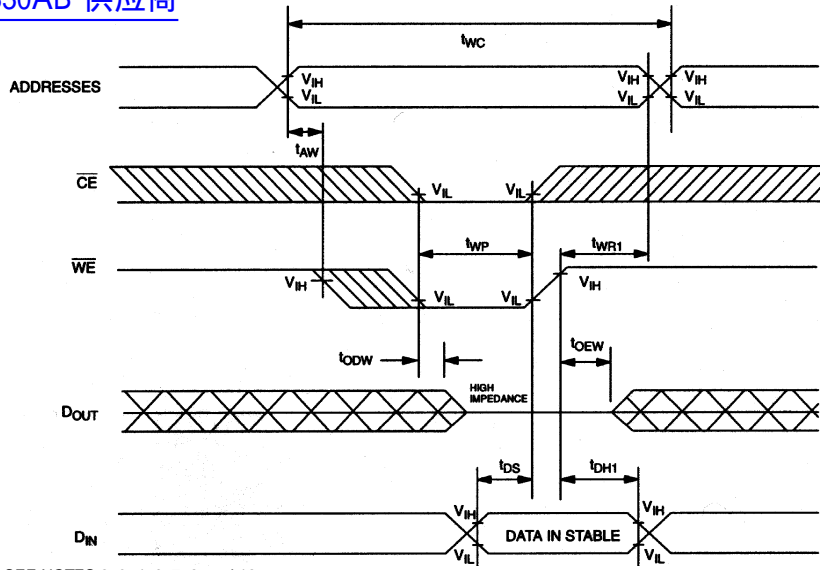 330AB 供应商
tWC
ADDRESSES
VIH
VIL
VIH
VIL
VIH
VIL
tAW
CE
VIL
VIL
tWP
tWR1
WE
VIH
VIL
VIL
VIH
tODW
tOEW
DOUT
HIGH
IMPEDANCE
tDS
tDH1
DIN
VIH
VIL
DATA IN STABLE
VIH
VIL